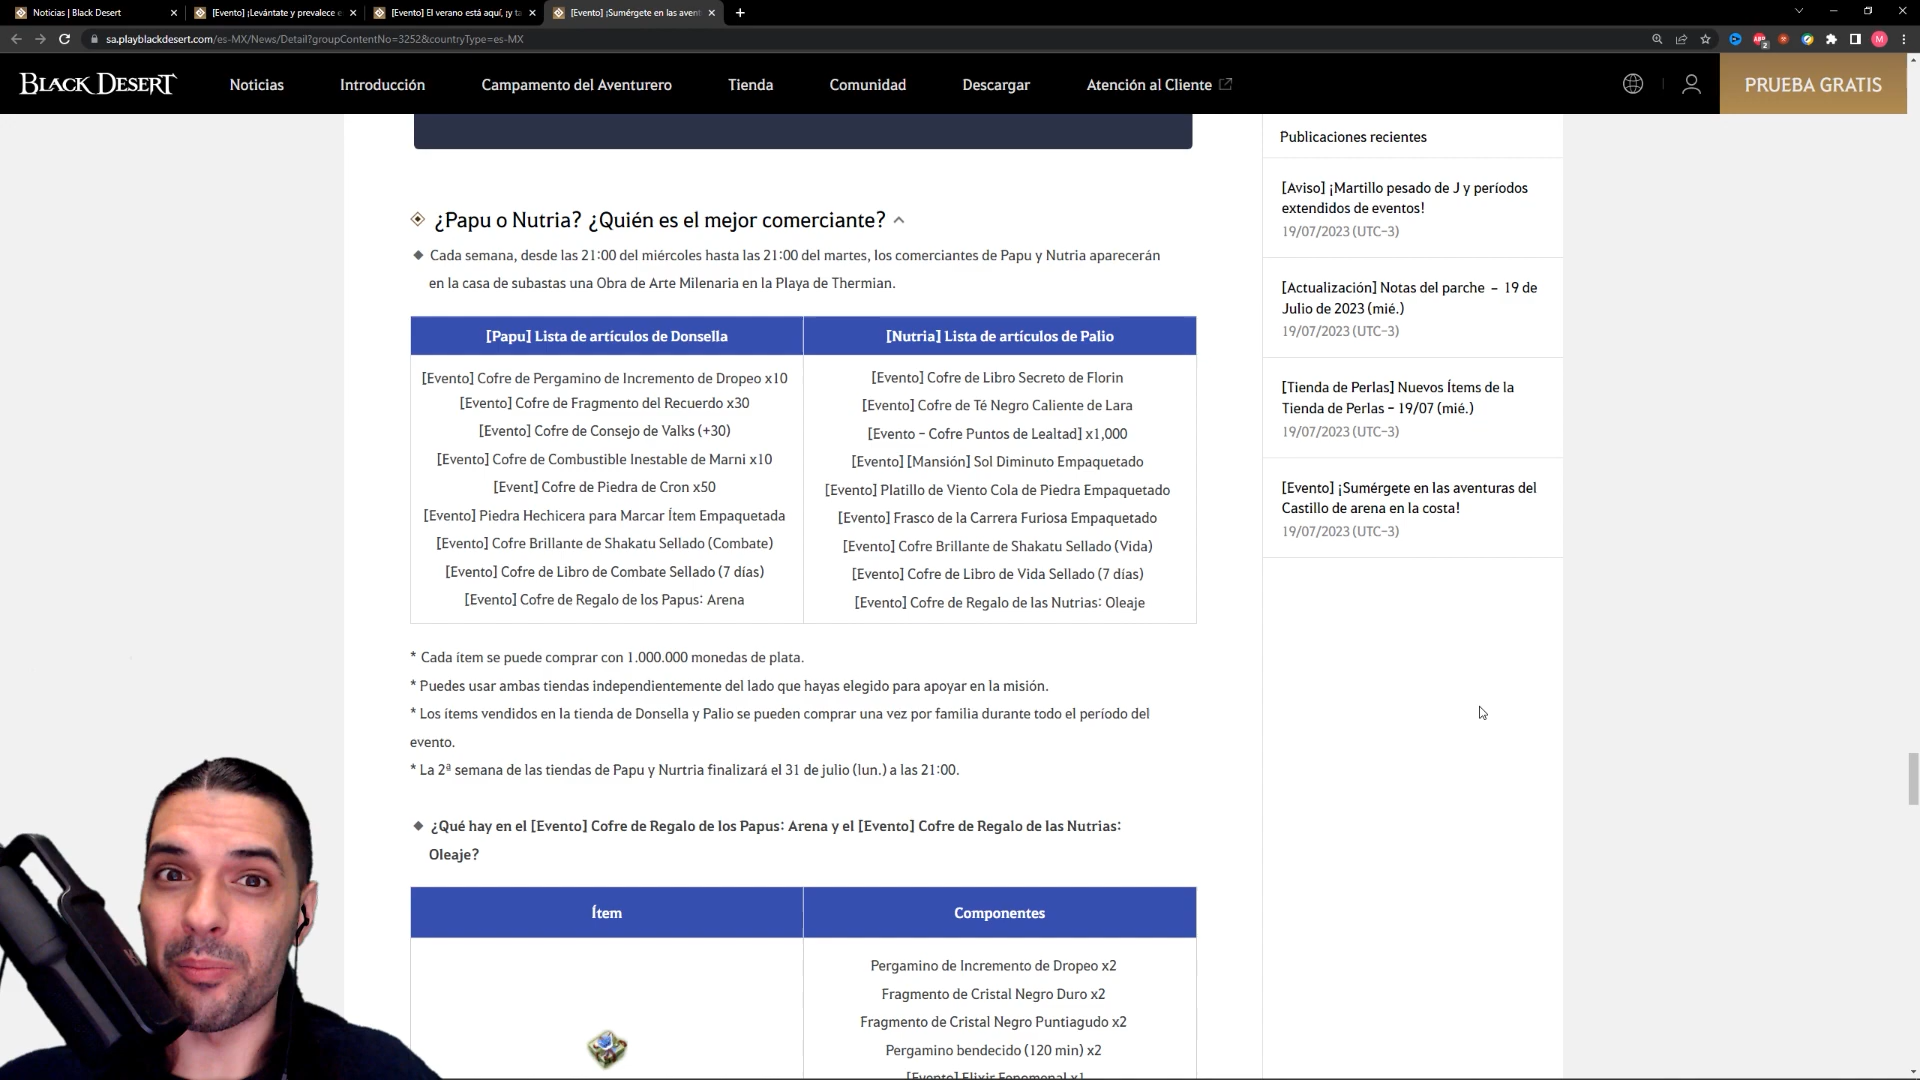 Noticias | Black Desert
[Evento] ¡Levántate y prevalece e
[Evento] El verano está aquí, ¡y ta
[Evento] ¡Sumérgete en las aven
sa.playblackdesert.com/es-MX/News/Detail?groupContentNo=3252&countryType=es-MX
BLACK DESERT
Noticias
Introducción
Campamento del Aventurero
Tienda
Comunidad
Descargar
Atención al Cliente
PRUEBA GRATIS
¿Papu o Nutria? ¿Quién es el mejor comerciante?
Cada semana, desde las 21:00 del miércoles hasta las 21:00 del martes, los comerciantes de Papu y Nutria aparecerán
en la casa de subastas una Obra de Arte Milenaria en la Playa de Thermian.
[Papu] Lista de artículos de Donsella
[Evento] Cofre de Pergamino de Incremento de Dropeo x10
[Evento] Cofre de Fragmento del Recuerdo x30
[Evento] Cofre de Consejo de Valks (+30)
[Evento] Cofre de Combustible Inestable de Marni x10
[Event] Cofre de Piedra de Cron x50
[Evento] Piedra Hechicera para Marcar Ítem Empaquetada
[Evento] Cofre Brillante de Shakatu Sellado (Combate)
[Evento] Cofre de Libro de Combate Sellado (7 días)
[Evento] Cofre de Regalo de los Papus: Arena
[Nutria] Lista de artículos de Palio
[Evento] Cofre de Libro Secreto de Florin
[Evento] Cofre de Té Negro Caliente de Lara
[Evento - Cofre Puntos de Lealtad] x1,000
[Evento] [Mansión] Sol Diminuto Empaquetado
[Evento] Platillo de Viento Cola de Piedra Empaquetado
[Evento] Frasco de la Carrera Furiosa Empaquetado
[Evento] Cofre Brillante de Shakatu Sellado (Vida)
[Evento] Cofre de Libro de Vida Sellado (7 días)
[Evento] Cofre de Regalo de las Nutrias: Oleaje
* Cada ítem se puede comprar con 1.000.000 monedas de plata.
* Puedes usar ambas tiendas independientemente del lado que hayas elegido para apoyar en la misión.
* Los ítems vendidos en la tienda de Donsella y Palio se pueden comprar una vez por familia durante todo el período del
evento.
* La 2ª semana de las tiendas de Papu y Nurtria finalizará el 31 de julio (lun.) a las 21:00.
¿Qué hay en el [Evento] Cofre de Regalo de los Papus: Arena y el [Evento] Cofre de Regalo de las Nutrias:
Oleaje?
Ítem
Componentes
Pergamino de Incremento de Dropeo x2
Fragmento de Cristal Negro Duro x2
Fragmento de Cristal Negro Puntiagudo x2
Pergamino bendecido (120 min) x2
[Evento] Elixir Fenomenal x1
Publicaciones recientes
[Aviso] ¡Martillo pesado de J y períodos
extendidos de eventos!
19/07/2023 (UTC-3)
[Actualización] Notas del parche - 19 de
Julio de 2023 (mié.)
19/07/2023 (UTC-3)
[Tienda de Perlas] Nuevos Ítems de la
Tienda de Perlas - 19/07 (mié.)
19/07/2023 (UTC-3)
[Evento] ¡Sumérgete en las aventuras del
Castillo de arena en la costa!
19/07/2023 (UTC-3)